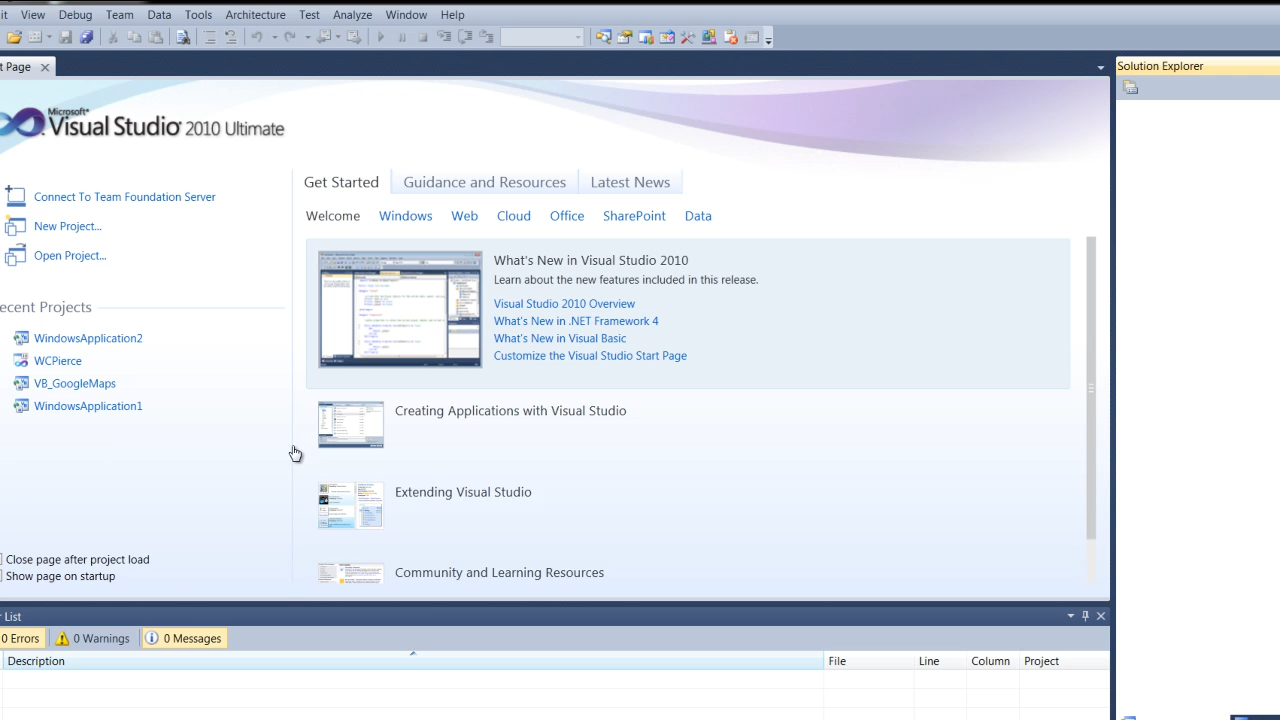 it View Debug Team Data Tools Architecture Test Analyze Window Help
t Page
Solution Explorer
Microsoft®
Visual Studio 2010 Ultimate
Connect To Team Foundation Server
New Project...
Open Project...
ecent Projects
WindowsApplication2
WCPierce
VB_GoogleMaps
WindowsApplication1
Close page after project load
Show page on startup
Get Started Guidance and Resources Latest News
Welcome Windows Web Cloud Office SharePoint Data
What's New in Visual Studio 2010
Learn about the new features included in this release.
Visual Studio 2010 Overview
What's New in .NET Framework 4
What's New in Visual Basic
Customize the Visual Studio Start Page
Creating Applications with Visual Studio
Extending Visual Studio
Community and Learning Resources
r List
0 Errors 0 Warnings 0 Messages
Description File Line Column Project